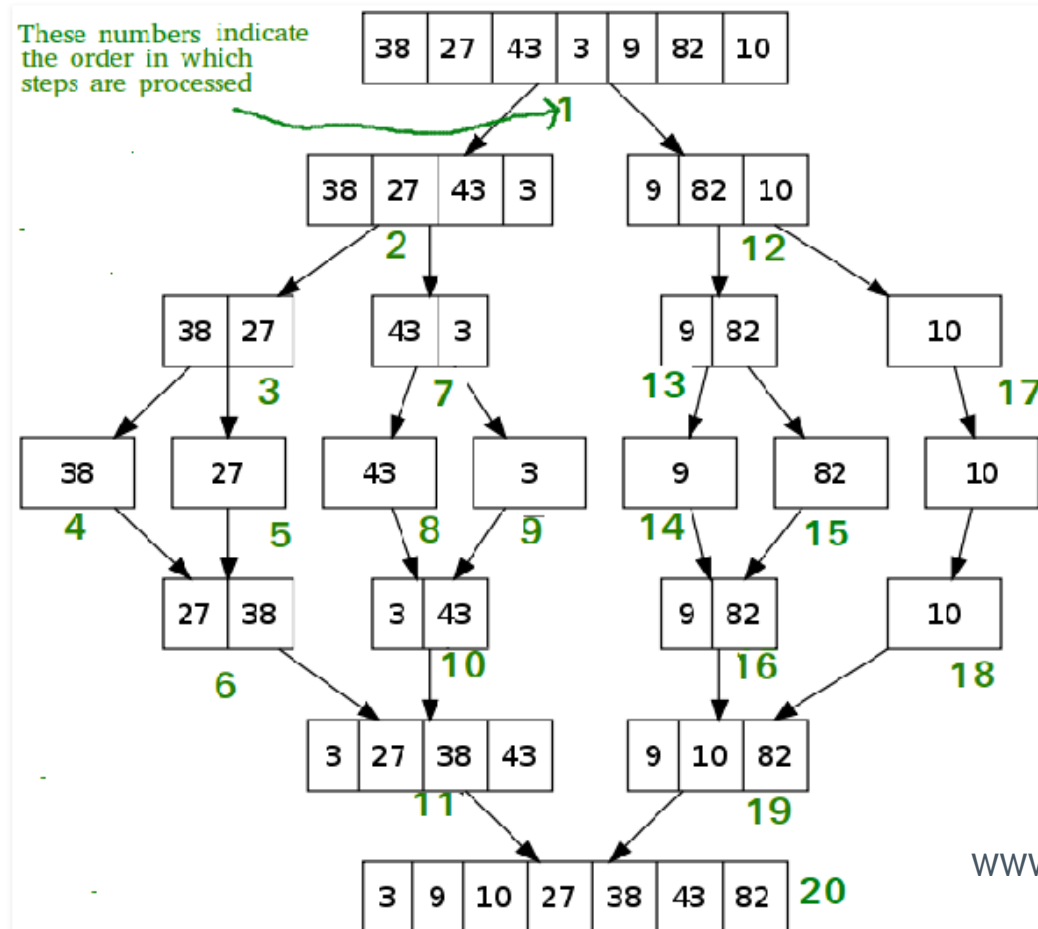 These numbers indicate
the order in which
steps are processed
38 27 43 3 9 82 10
1
38 27 43 3 9 82 10
2 12
38 27 43 3 9 82 10
3 7 13 17
38 27 43 3 9 82 10
4 5 8 9 14 15
27 38 3 43 9 82 10
6 10 16 18
3 27 38 43 9 10 82
11 19
3 9 10 27 38 43 82 20
www